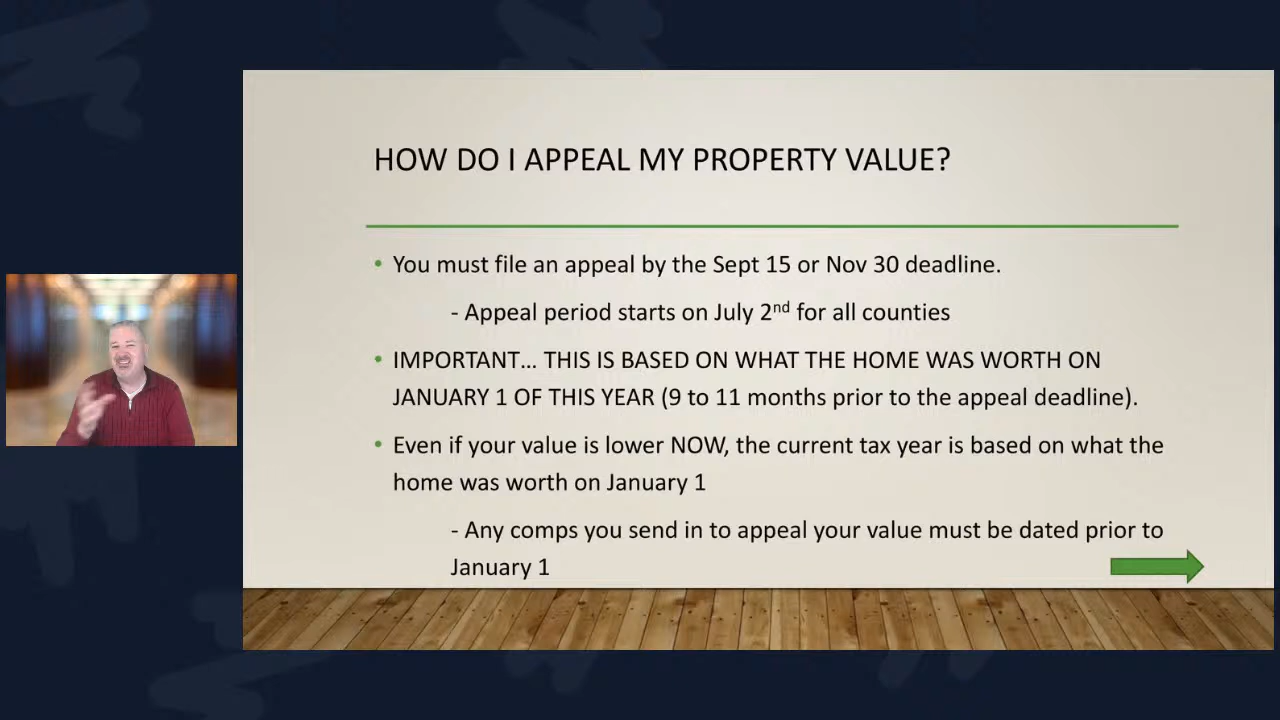 HOW DO I APPEAL MY PROPERTY VALUE?
• You must file an appeal by the Sept 15 or Nov 30 deadline.
- Appeal period starts on July 2nd for all counties
• IMPORTANT... THIS IS BASED ON WHAT THE HOME WAS WORTH ON
JANUARY 1 OF THIS YEAR (9 to 11 months prior to the appeal deadline).
• Even if your value is lower NOW, the current tax year is based on what the
home was worth on January 1
- Any comps you send in to appeal your value must be dated prior to
January 1